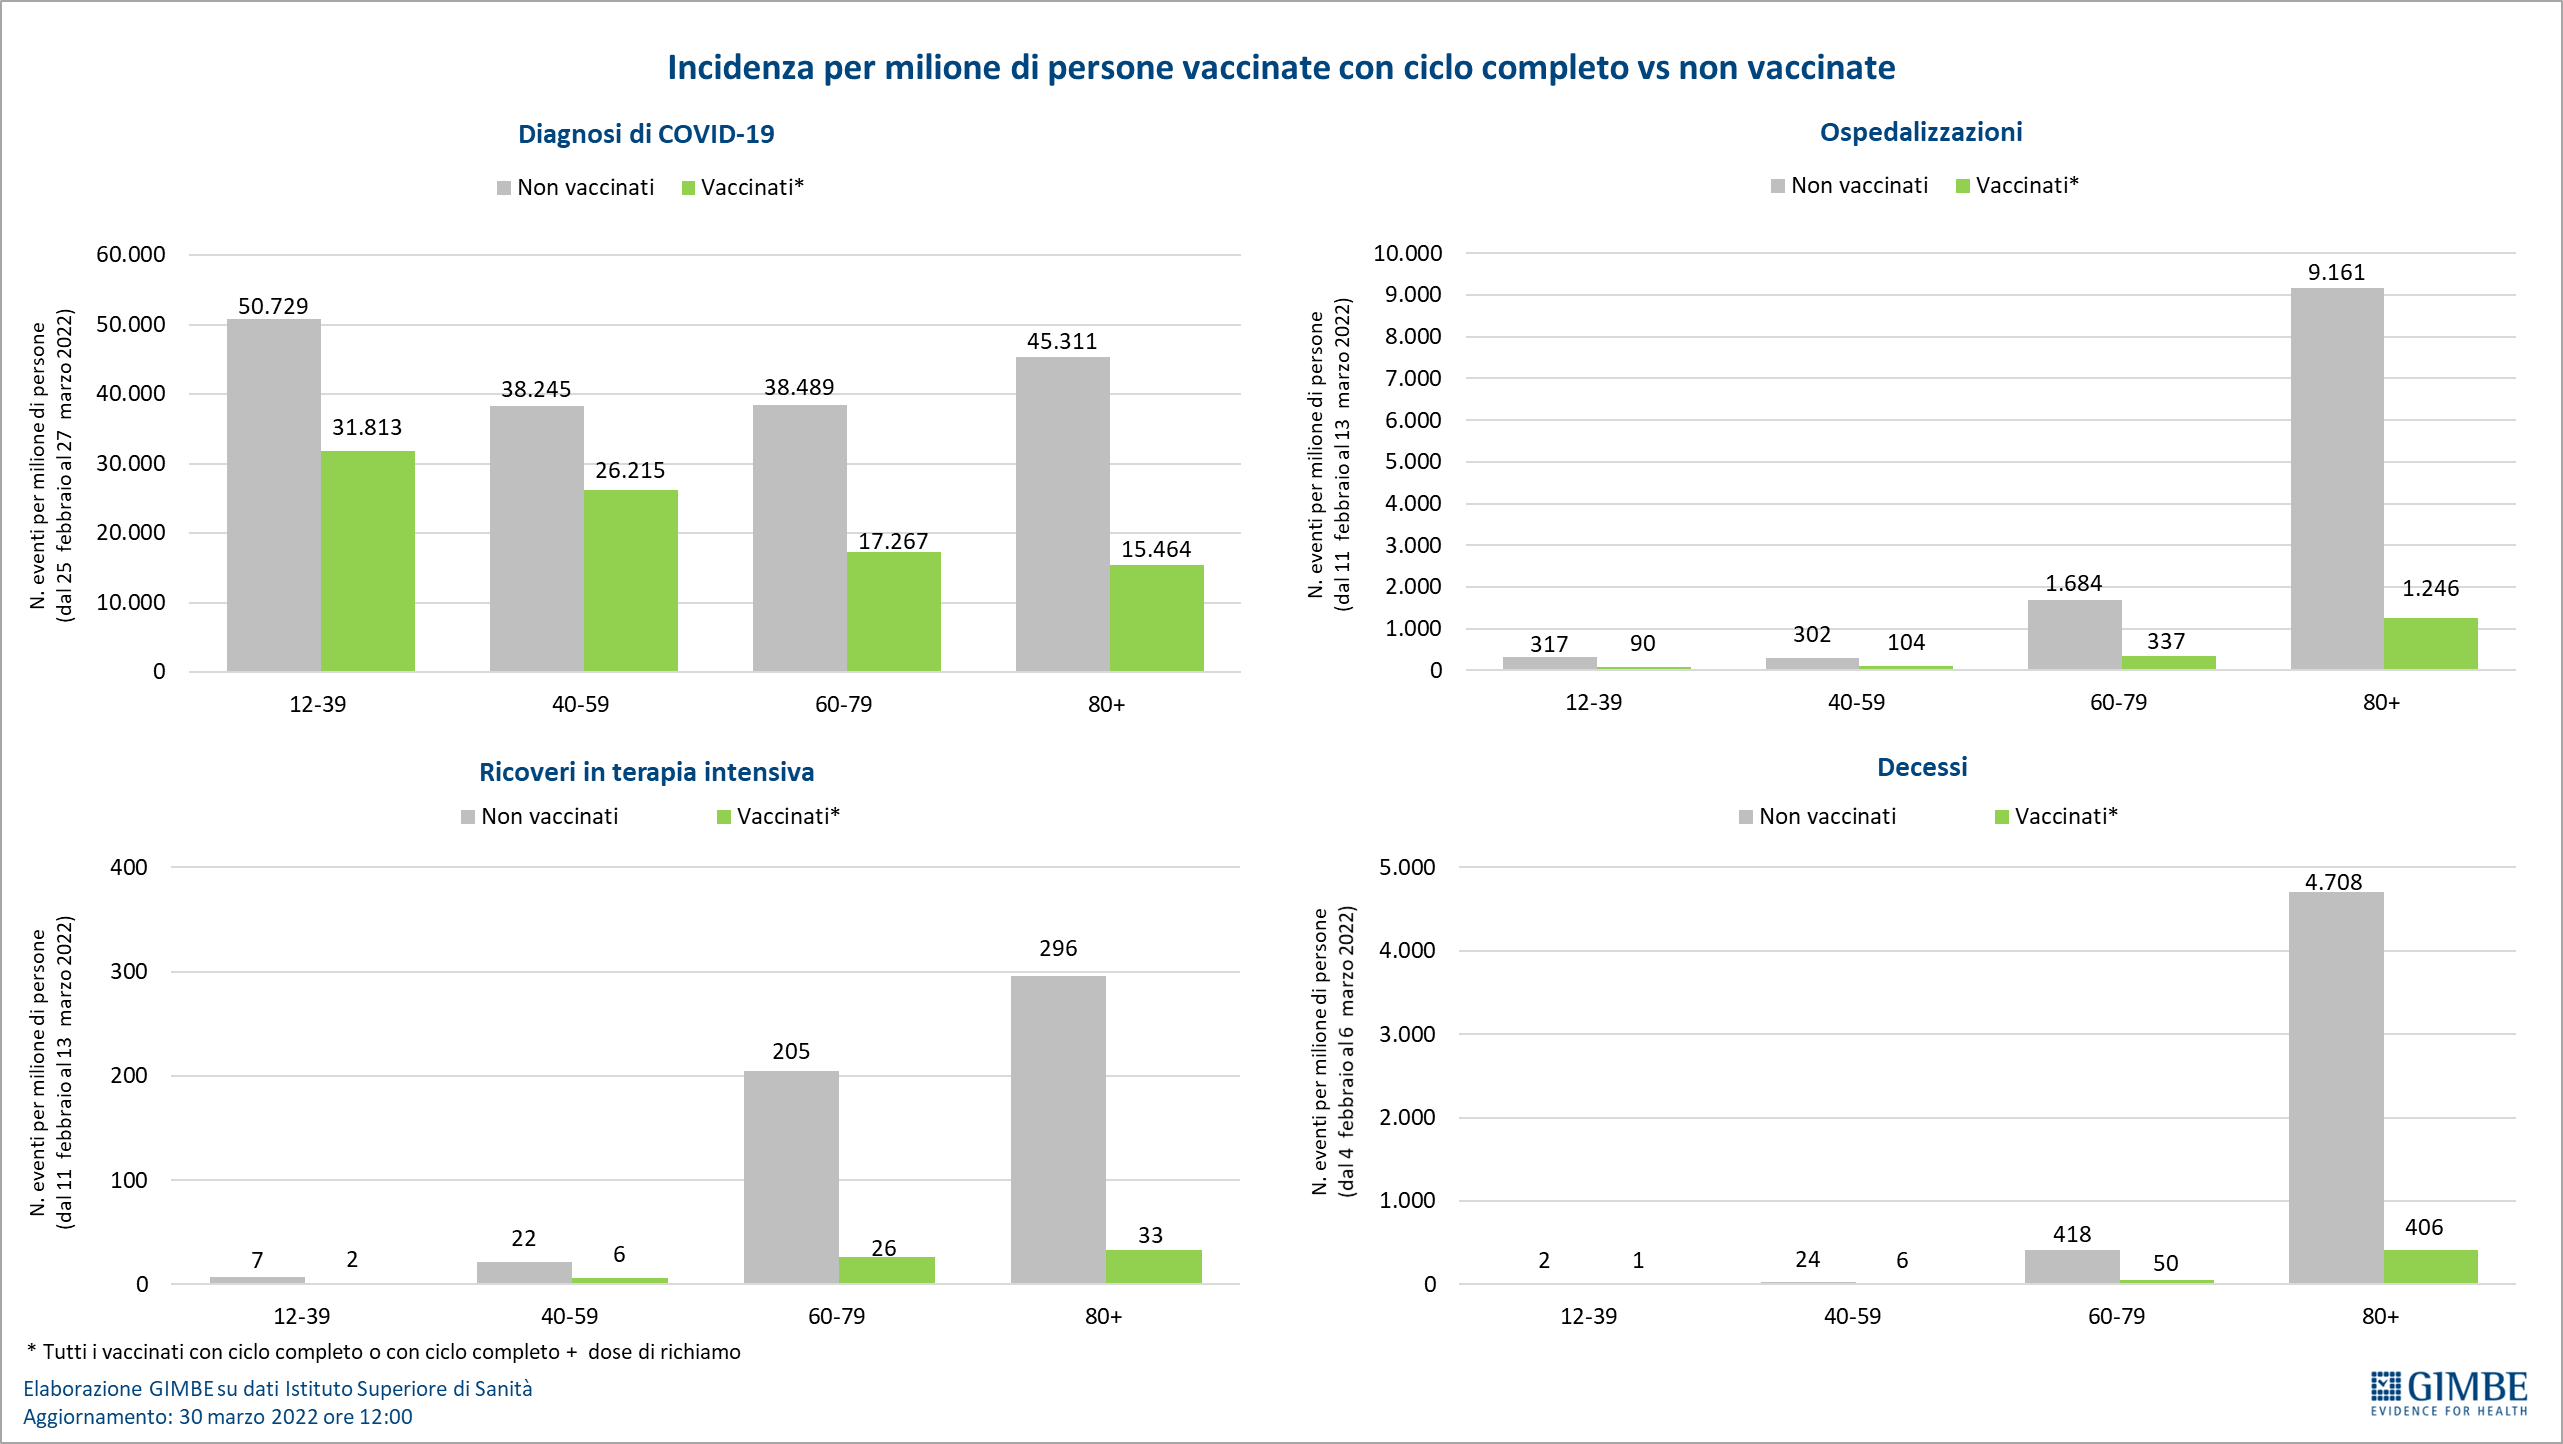 Incidenza per milione di persone vaccinate con ciclo completo vs non vaccinate
Diagnosi di COVID-19
Non vaccinati Vaccinati*
N. eventi per milione di persone
(dal 25 febbraio al 27 marzo 2022)
60.000
50.000
40.000
30.000
20.000
10.000
0
50.729
31.813
38.245
26.215
38.489
17.267
45.311
15.464
12-39 40-59 60-79 80+
Ospedalizzazioni
Non vaccinati Vaccinati*
N. eventi per milione di persone
(dal 11 febbraio al 13 marzo 2022)
10.000
9.000
8.000
7.000
6.000
5.000
4.000
3.000
2.000
1.000
0
317
90
302
104
1.684
337
9.161
1.246
12-39 40-59 60-79 80+
Ricoveri in terapia intensiva
Non vaccinati Vaccinati*
N. eventi per milione di persone
(dal 11 febbraio al 13 marzo 2022)
400
300
200
100
0
7
2
22
6
205
26
296
33
12-39 40-59 60-79 80+
Decessi
Non vaccinati Vaccinati*
N. eventi per milione di persone
(dal 4 febbraio al 6 marzo 2022)
5.000
4.000
3.000
2.000
1.000
0
2
1
24
6
418
50
4.708
406
12-39 40-59 60-79 80+
* Tutti i vaccinati con ciclo completo o con ciclo completo + dose di richiamo
Elaborazione GIMBE su dati Istituto Superiore di Sanità
Aggiornamento: 30 marzo 2022 ore 12:00
GIMBE
EVIDENCE FOR HEALTH